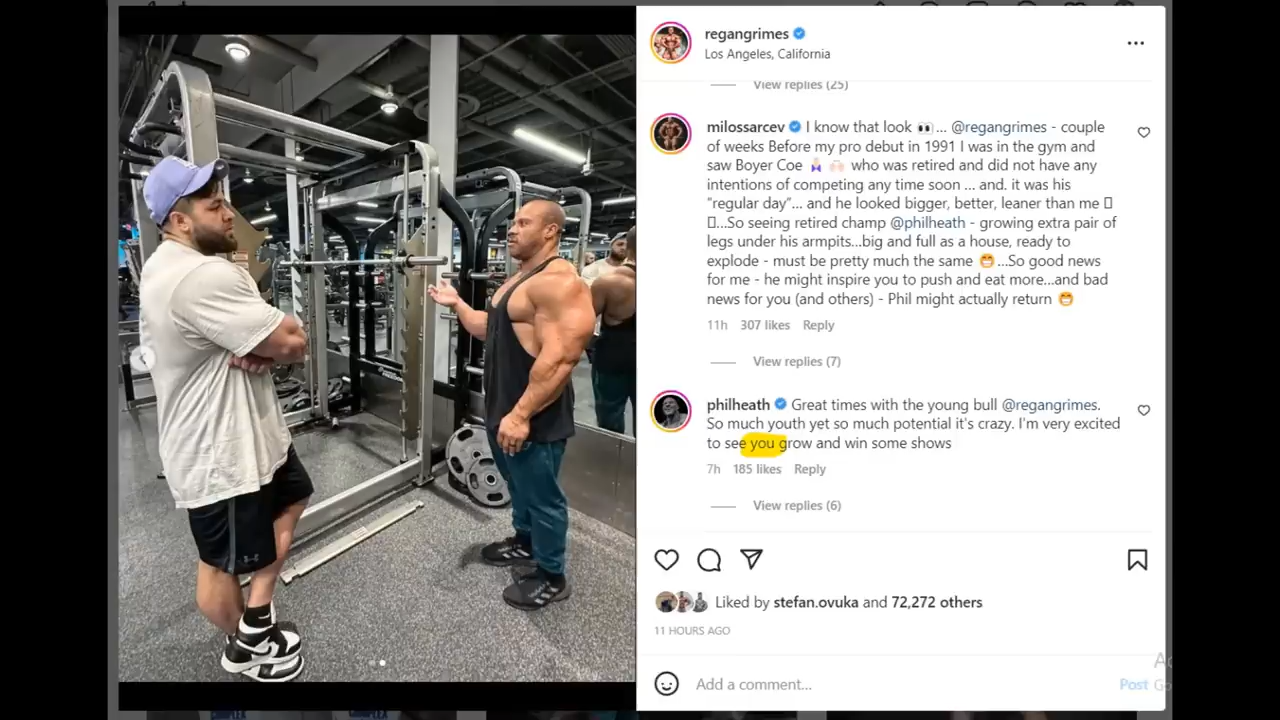 regangrimes
Los Angeles, California
View replies (25)
milossarcev I know that look 👀... @regangrimes - couple
of weeks Before my pro debut in 1991 I was in the gym and
saw Boyer Coe who was retired and did not have any
intentions of competing any time soon ... and. it was his
"regular day"... and he looked bigger, better, leaner than me
...So seeing retired champ @philheath - growing extra pair of
legs under his armpits...big and full as a house, ready to
explode - must be pretty much the same 😁...So good news
for me - he might inspire you to push and eat more...and bad
news for you (and others) - Phil might actually return 😁
11h 307 likes Reply
View replies (7)
philheath Great times with the young bull @regangrimes.
So much youth yet so much potential it's crazy. I'm very excited
to see you grow and win some shows
7h 185 likes Reply
View replies (6)
Liked by stefan.ovuka and 72,272 others
11 HOURS AGO
Add a comment...
Post